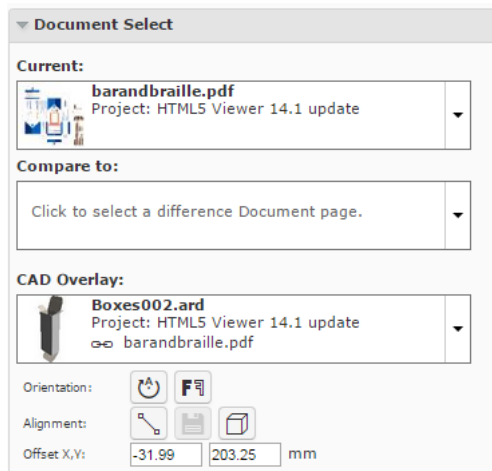 Document Select
Current:
barandbraille.pdf
Project: HTML5 Viewer 14.1 update
Compare to:
Click to select a difference Document page.
CAD Overlay:
Boxes002.ard
Project: HTML5 Viewer 14.1 update
barandbraille.pdf
Orientation:
Alignment:
Offset X,Y: -31.99 203.25 mm